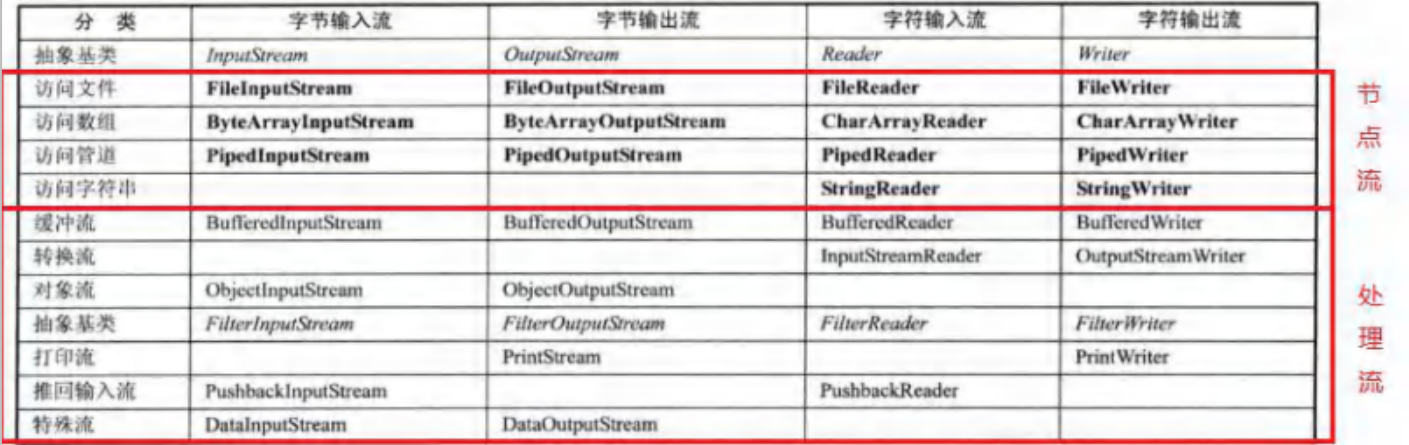 分 类 字节输入流 字节输出流 字符输入流 字符输出流
抽象基类 InputStream OutputStream Reader Writer
访问文件 FileInputStream FileOutputStream FileReader FileWriter
访问数组 ByteArrayInputStream ByteArrayOutputStream CharArrayReader CharArrayWriter
访问管道 PipedInputStream PipedOutputStream PipedReader PipedWriter
访问字符串 StringReader StringWriter
节点流
缓冲流 BufferedInputStream BufferedOutputStream BufferedReader BufferedWriter
转换流 InputStreamReader OutputStreamWriter
对象流 ObjectInputStream ObjectOutputStream
抽象基类 FilterInputStream FilterOutputStream FilterReader FilterWriter
打印流 PrintStream PrintWriter
推回输入流 PushbackInputStream PushbackReader
特殊流 DataInputStream DataOutputStream
处理流